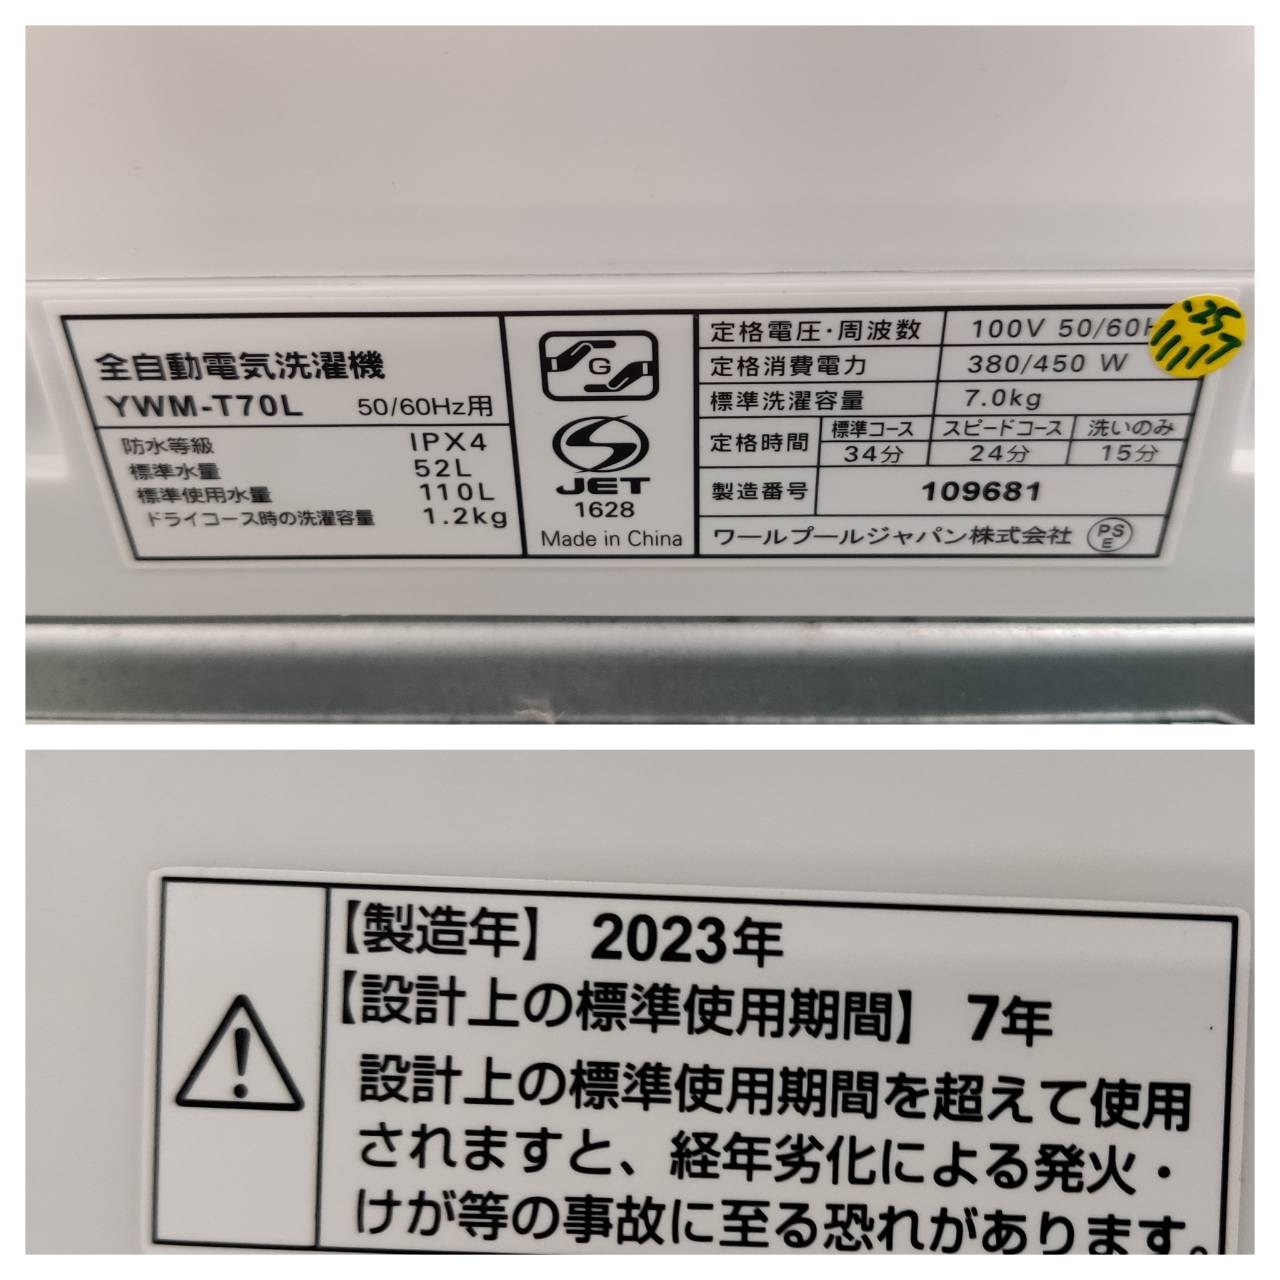 全自動電気洗濯機
YWM-T70L 50/60Hz用
防水等級 IPX4
標準水量 52L
標準使用水量 110L
ドライコース時の洗濯容量 1.2kg
G
JET
1628
Made in China
定格電圧・周波数 100V 50/60H
定格消費電力 380/450 W
標準洗濯容量 7.0kg
定格時間 標準コース スピードコース 洗いのみ
34分 24分 15分
製造番号 109681
ワールプールジャパン株式会社 PSE
'25
【製造年】 2023年
【設計上の標準使用期間】 7年
設計上の標準使用期間を超えて使用
されますと、経年劣化による発火・
けが等の事故に至る恐れがあります。